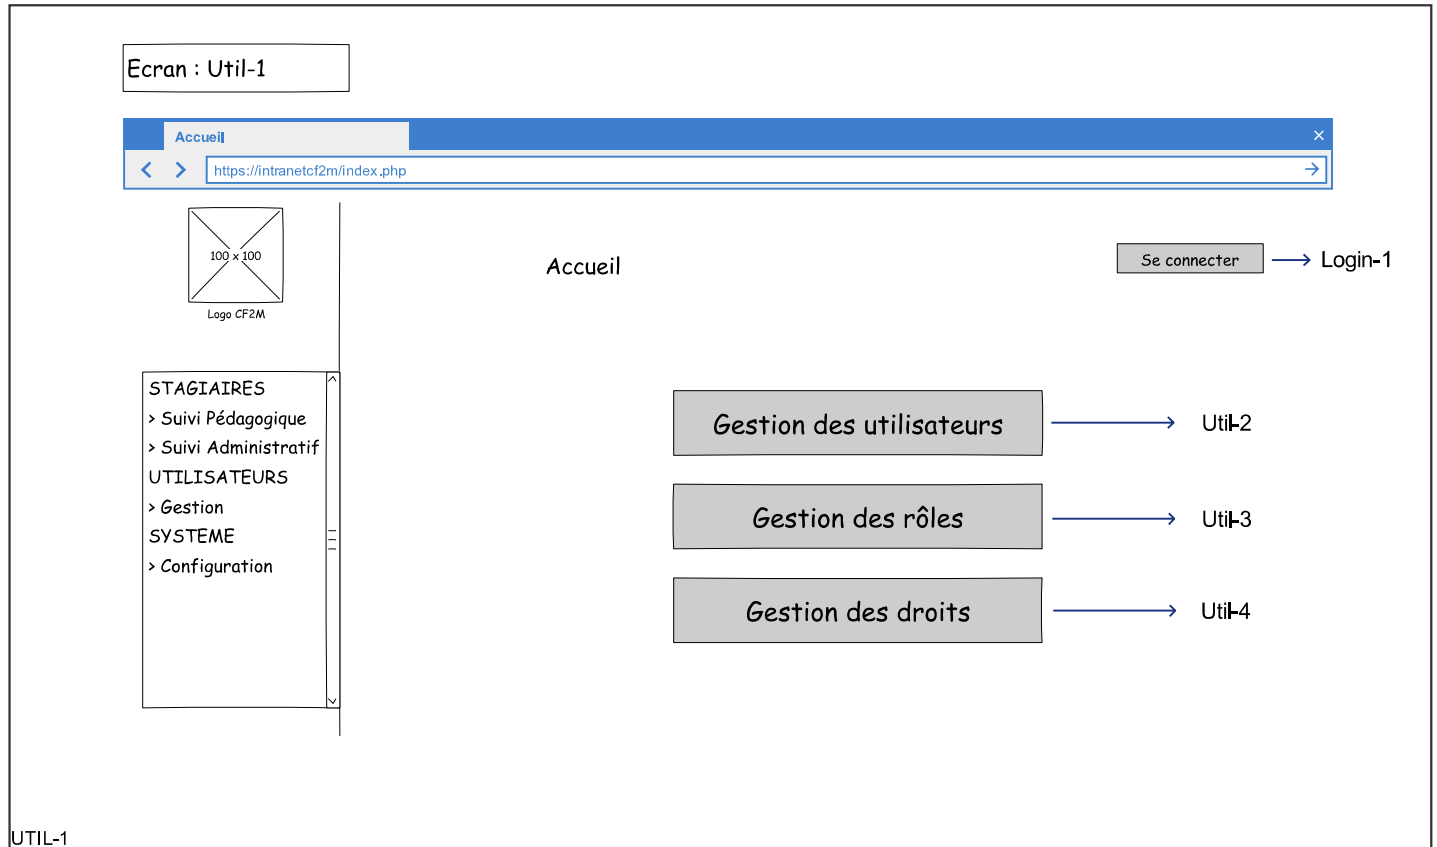 Ecran : Util-1
Accueil
https://intranetcf2m/index.php
100 x 100
Logo CF2M
Accueil
Se connecter
Login-1
STAGIAIRES
> Suivi Pédagogique
> Suivi Administratif
UTILISATEURS
> Gestion
SYSTEME
> Configuration
Gestion des utilisateurs
Util-2
Gestion des rôles
Util-3
Gestion des droits
Util-4
UTIL-1